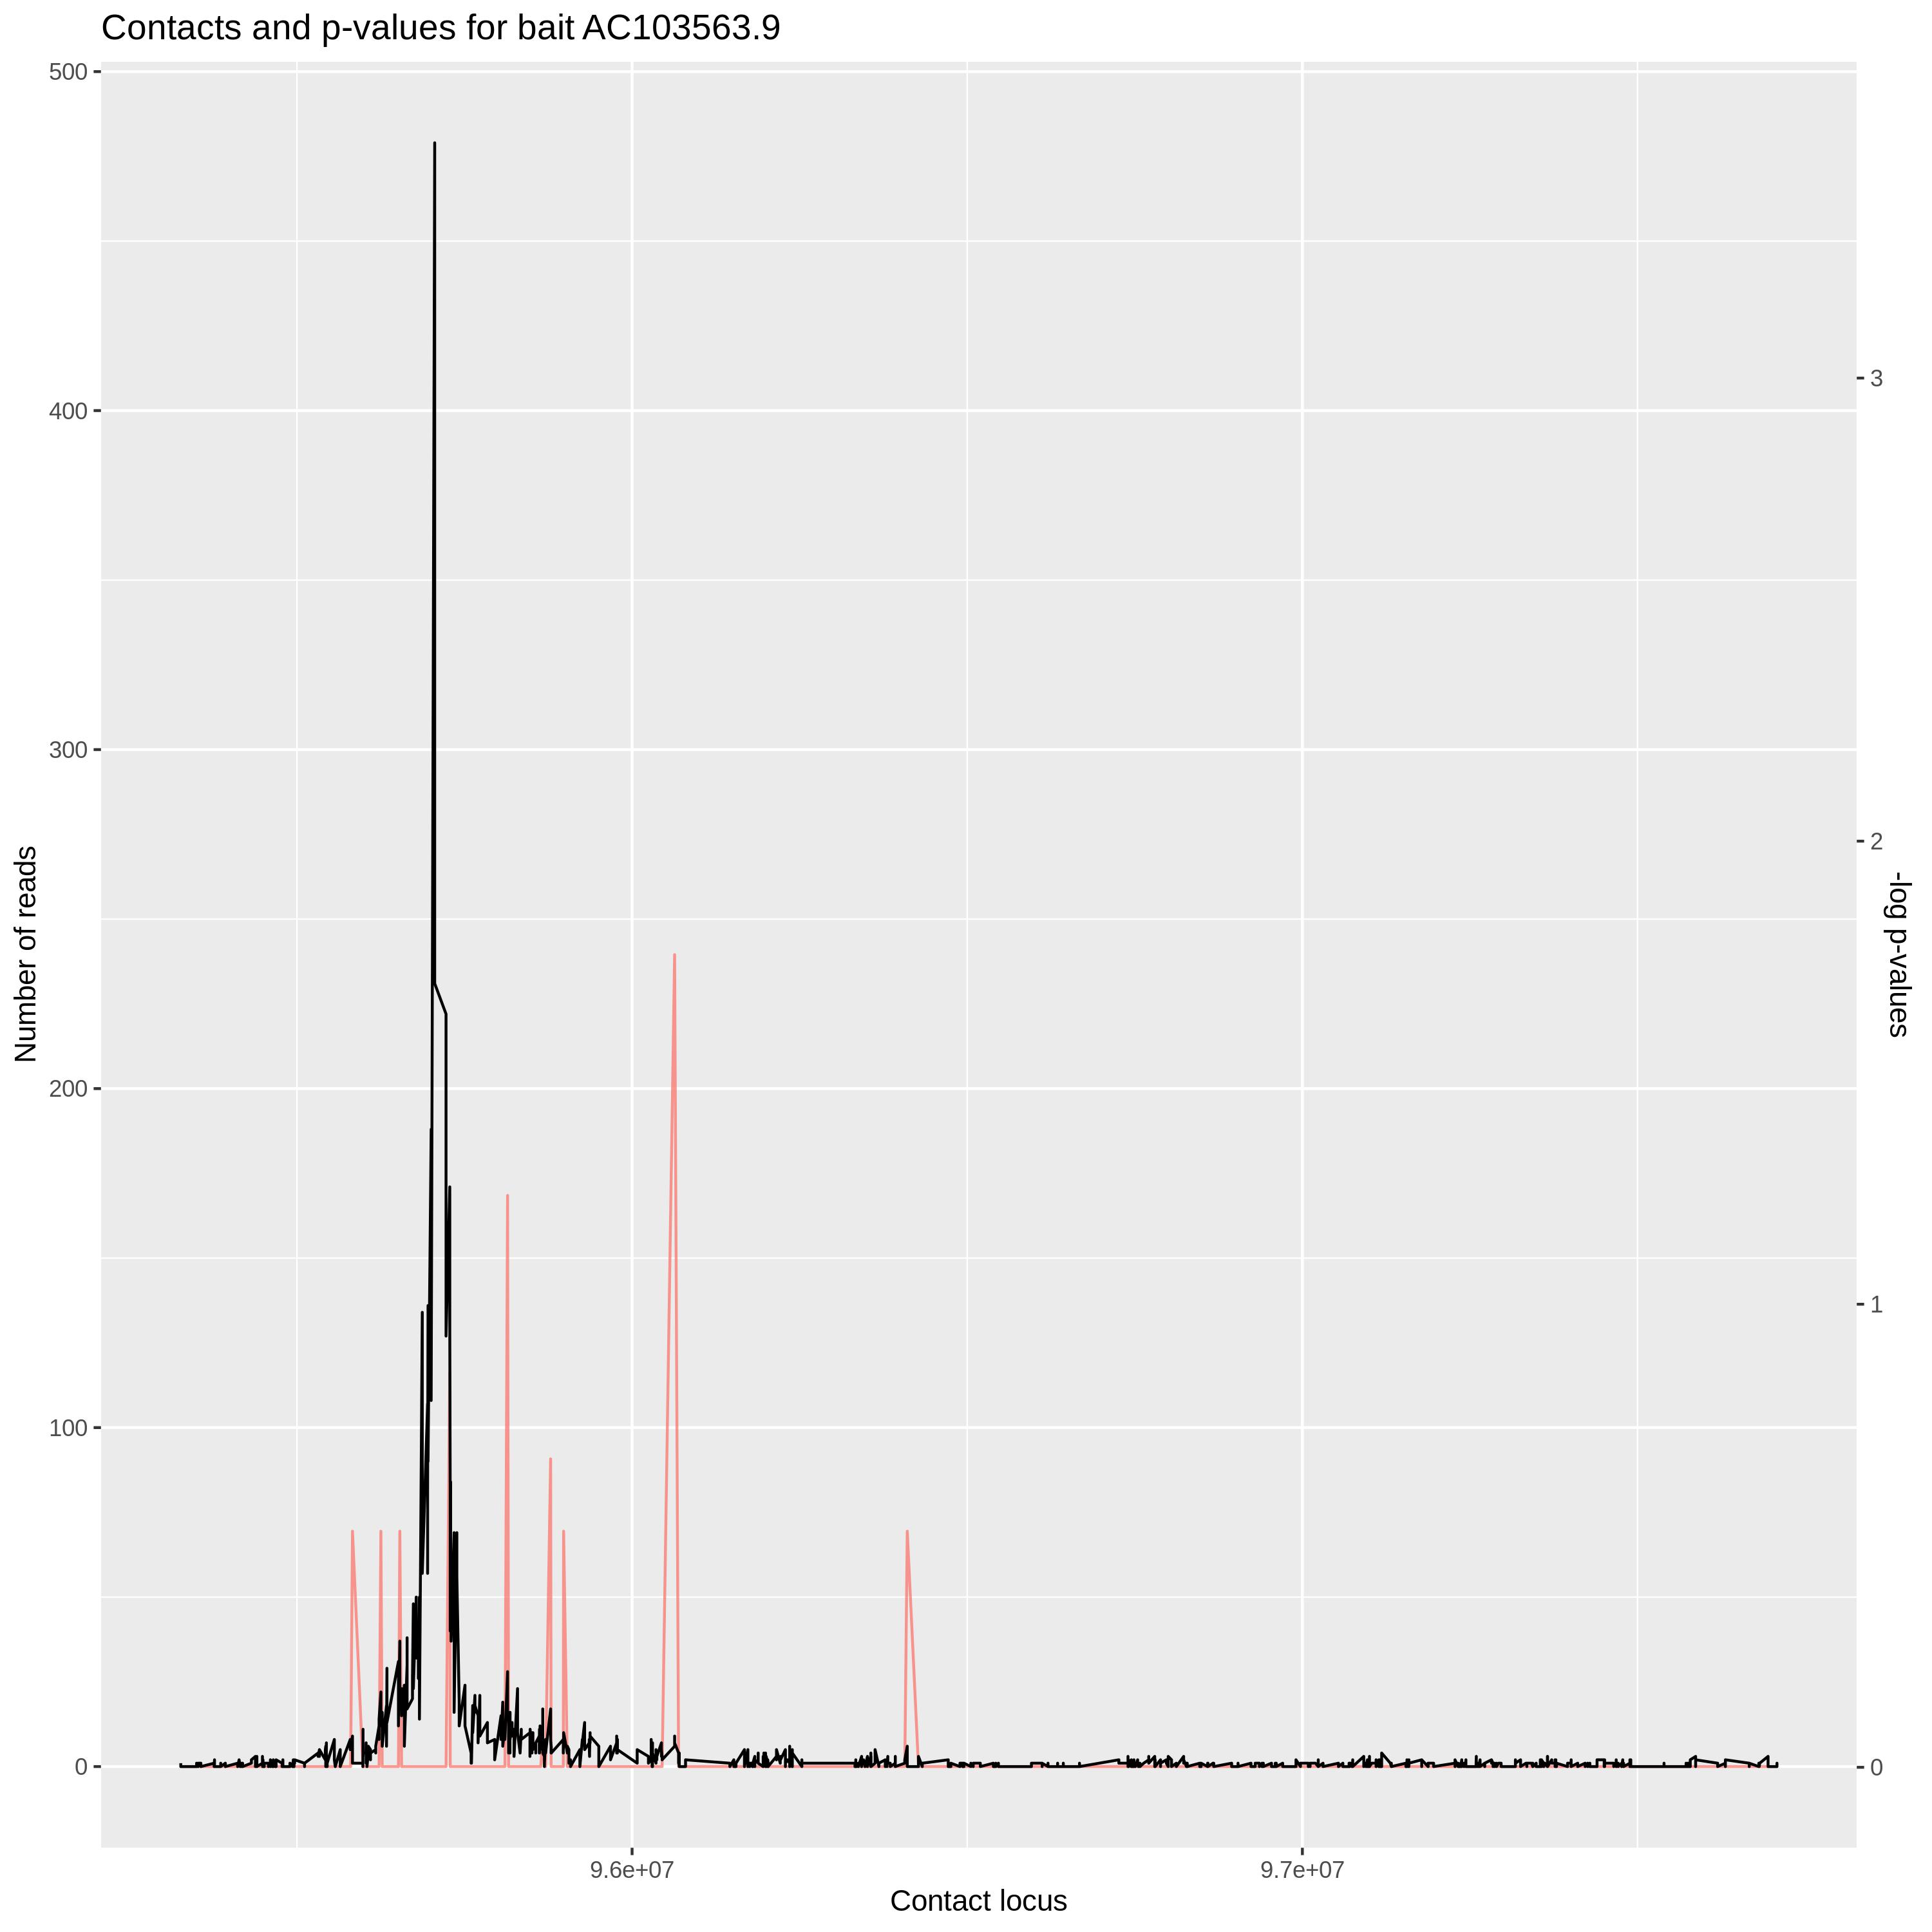 Contacts and p-values for bait AC103563.9
500
400
300
200
100
0
Number of reads
3
2
1
0
-log p-values
9.6e+07
9.7e+07
Contact locus